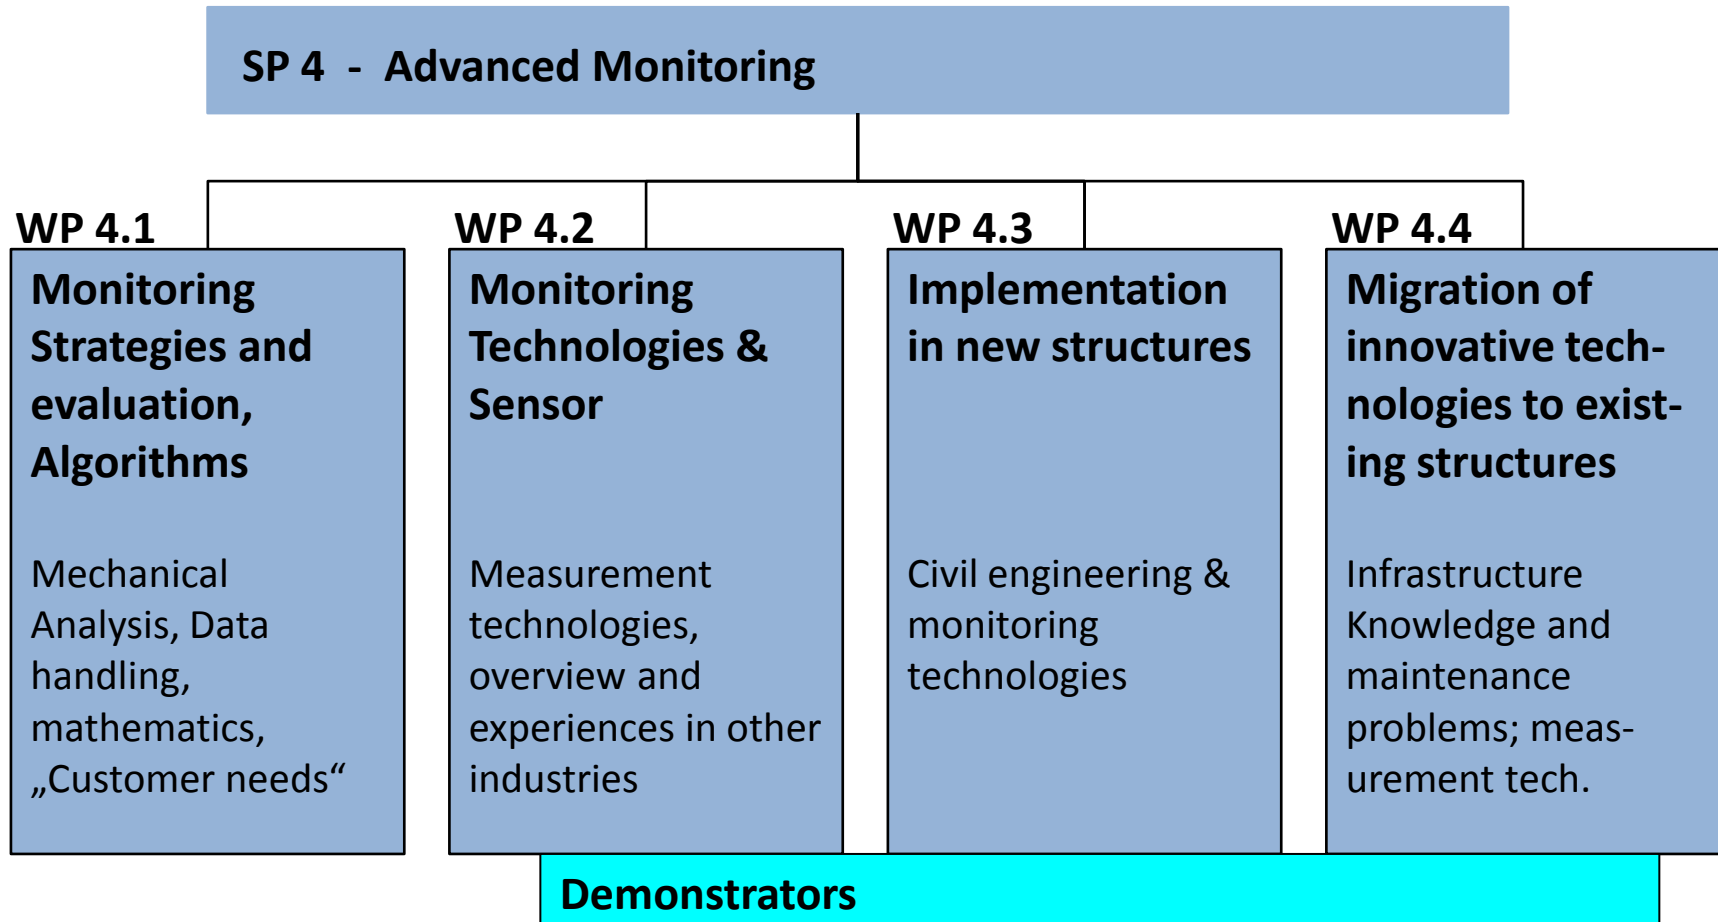 SP 4 - Advanced Monitoring
WP 4.1
Monitoring
Strategies and
evaluation,
Algorithms
Mechanical
Analysis, Data
handling,
mathematics,
„Customer needs“
WP 4.2
Monitoring
Technologies &
Sensor
Measurement
technologies,
overview and
experiences in other
industries
WP 4.3
Implementation
in new structures
Civil engineering &
monitoring
technologies
WP 4.4
Migration of
innovative tech-
nologies to exist-
ing structures
Infrastructure
Knowledge and
maintenance
problems; meas-
urement tech.
Demonstrators